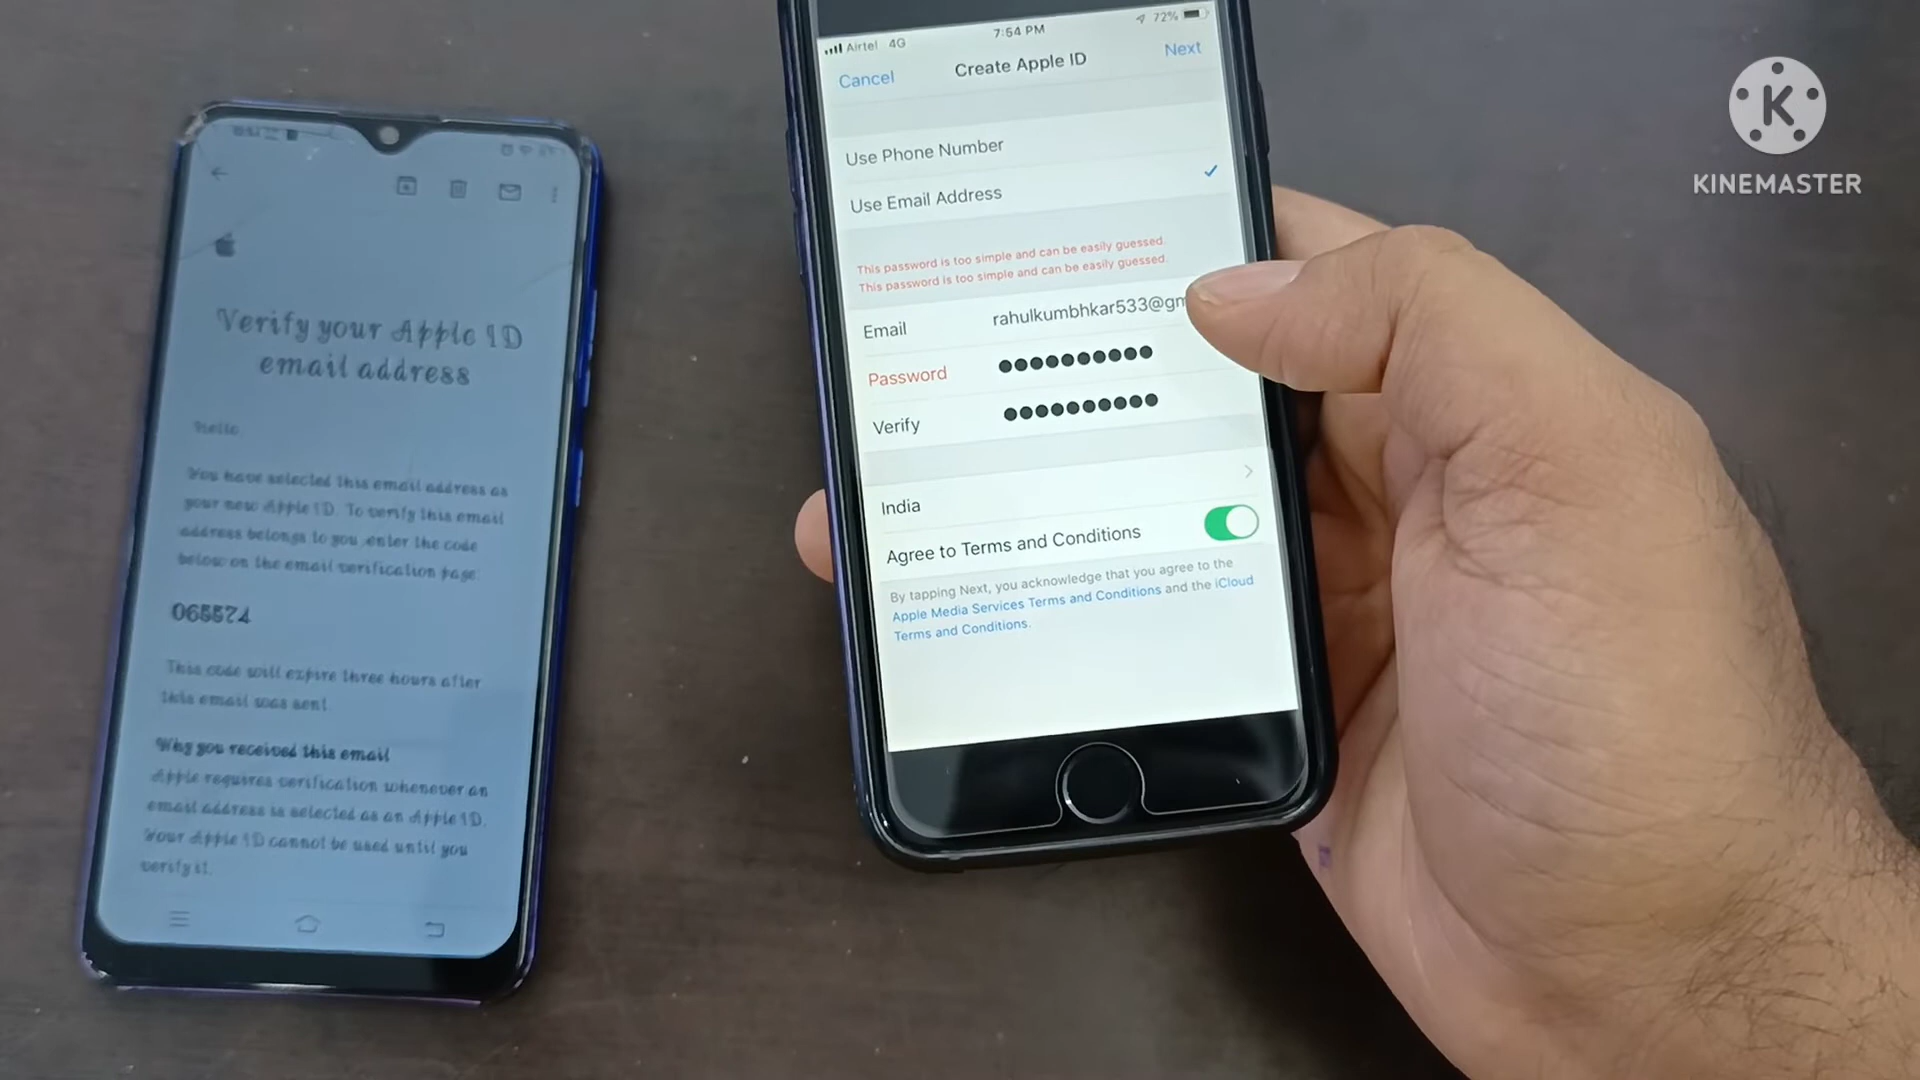 Verify your Apple ID
email address
Hello
You have selected this email address as
your new Apple ID. To verify this email
address belongs to you, enter the code
below on the email verification page:
065574
This code will expire three hours after
this email was sent.
Why you received this email
Apple requires verification whenever an
email address is selected as an Apple ID.
Your Apple ID cannot be used until you
verify it.
Airtel 4G 7:54 PM 72%
Cancel Create Apple ID Next
Use Phone Number
Use Email Address
This password is too simple and can be easily guessed.
This password is too simple and can be easily guessed.
Email rahulkumbhkar533@gm
Password
Verify
India
Agree to Terms and Conditions
By tapping Next, you acknowledge that you agree to the
Apple Media Services Terms and Conditions and the iCloud
Terms and Conditions.
K
KINEMASTER